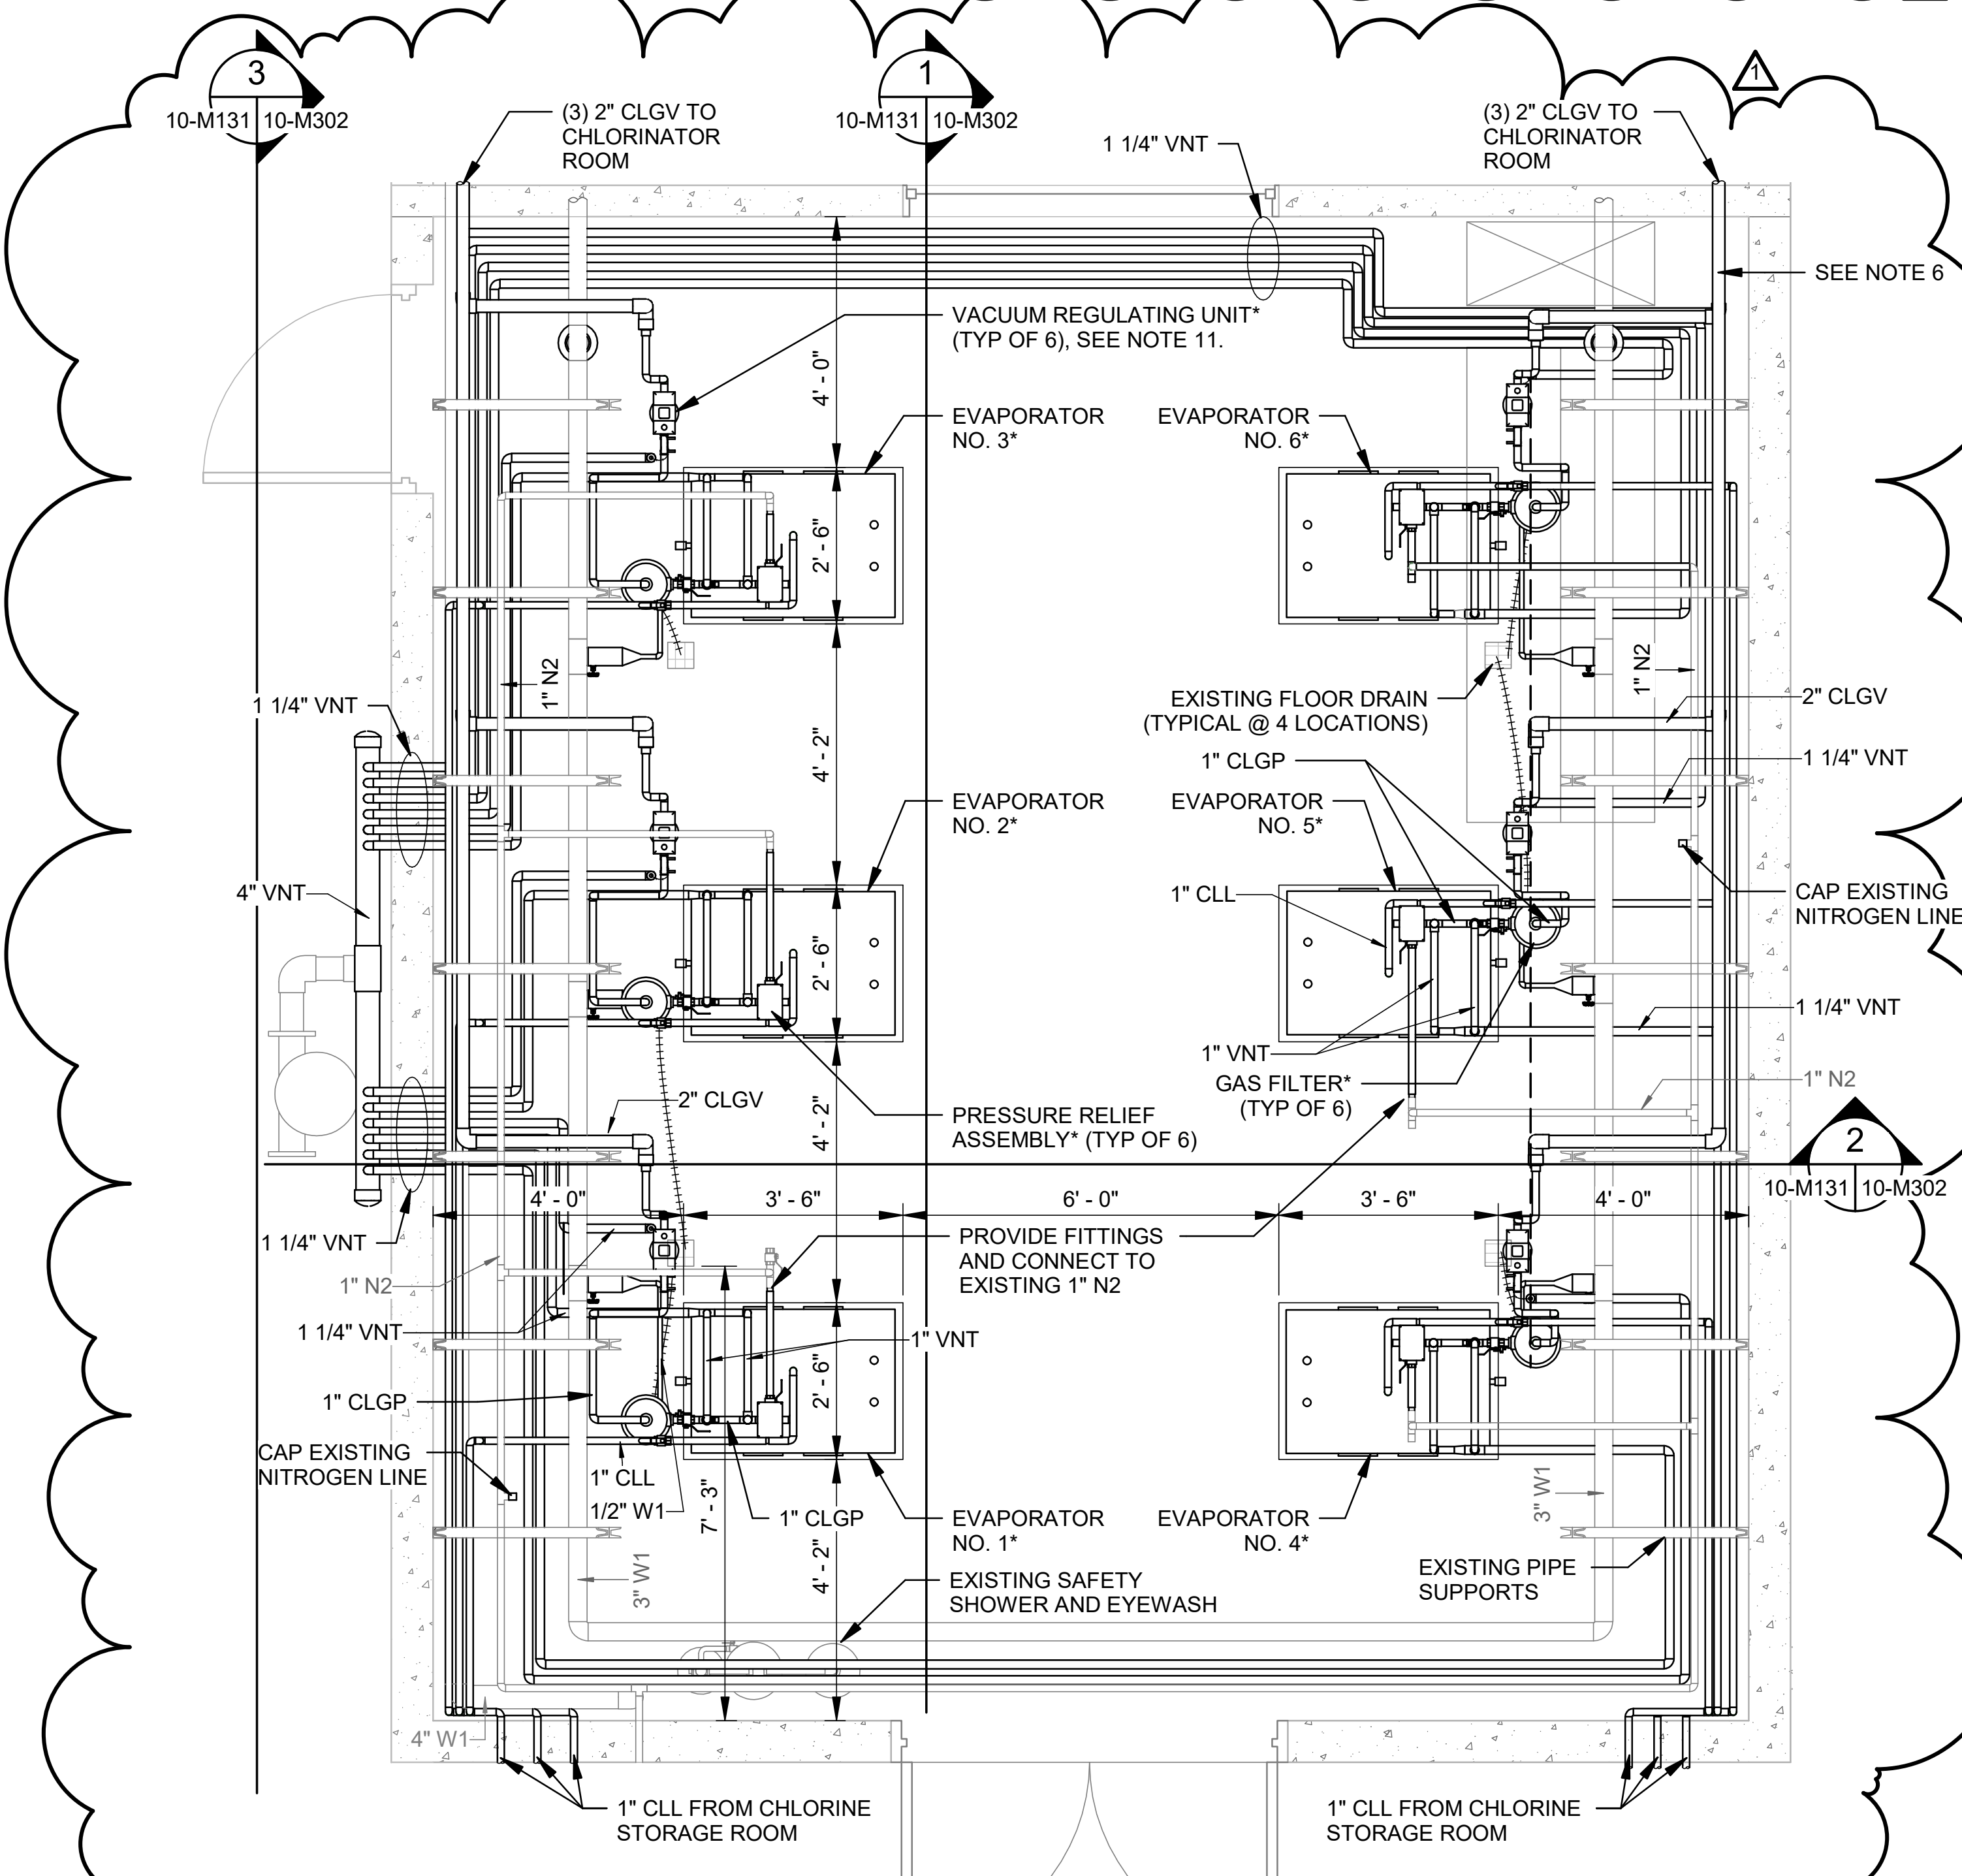 3
10-M131 10-M302
1
10-M131 10-M302
1
(3) 2" CLGV TO
CHLORINATOR
ROOM
1 1/4" VNT
(3) 2" CLGV TO
CHLORINATOR
ROOM
SEE NOTE 6
VACUUM REGULATING UNIT*
(TYP OF 6), SEE NOTE 11.
4' - 0"
EVAPORATOR
NO. 3*
EVAPORATOR
NO. 6*
2' - 6"
1" N2
1" N2
1 1/4" VNT
EXISTING FLOOR DRAIN
(TYPICAL @ 4 LOCATIONS)
2" CLGV
4' - 2"
1" CLGP
1 1/4" VNT
EVAPORATOR
NO. 2*
EVAPORATOR
NO. 5*
4" VNT
1" CLL
CAP EXISTING
NITROGEN LINE
2' - 6"
1 1/4" VNT
1" VNT
GAS FILTER*
(TYP OF 6)
1" N2
2" CLGV
PRESSURE RELIEF
ASSEMBLY* (TYP OF 6)
4' - 2"
2
10-M131 10-M302
4' - 0"
3' - 6"
6' - 0"
3' - 6"
4' - 0"
1 1/4" VNT
PROVIDE FITTINGS
AND CONNECT TO
EXISTING 1" N2
1" N2
1 1/4" VNT
1" VNT
2' - 6"
1" CLGP
CAP EXISTING
NITROGEN LINE
1" CLL
1/2" W1
7' - 3"
1" CLGP
EVAPORATOR
NO. 1*
EVAPORATOR
NO. 4*
3" W1
4' - 2"
3" W1
EXISTING SAFETY
SHOWER AND EYEWASH
EXISTING PIPE
SUPPORTS
4" W1
1" CLL FROM CHLORINE
STORAGE ROOM
1" CLL FROM CHLORINE
STORAGE ROOM